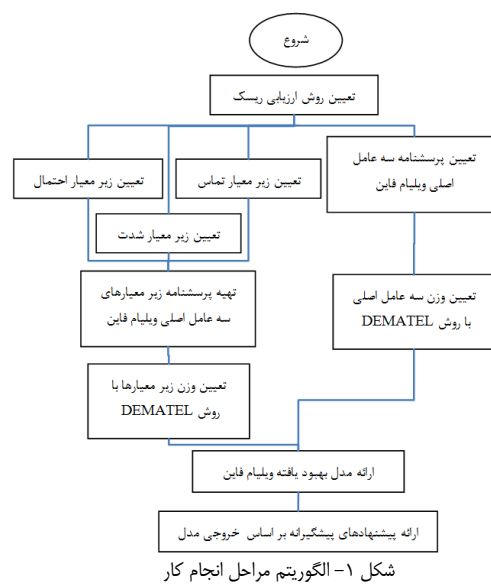 شروع
تعیین روش ارزیابی ریسک
تعیین پرسشنامه سه عامل
اصلی ویلیام فاین
تعیین زیر معیار تماس
تعیین زیر معیار احتمال
تعیین زیر معیار شدت
تهیه پرسشنامه زیر معیارهای
سه عامل اصلی ویلیام فاین
تعیین وزن سه عامل اصلی
با روش DEMATEL
تعیین وزن زیر معیارها با
روش DEMATEL
ارائه مدل بهبود یافته ویلیام فاین
ارائه پیشنهادهای پیشگیرانه بر اساس خروجی مدل
شکل ۱- الگوریتم مراحل انجام کار